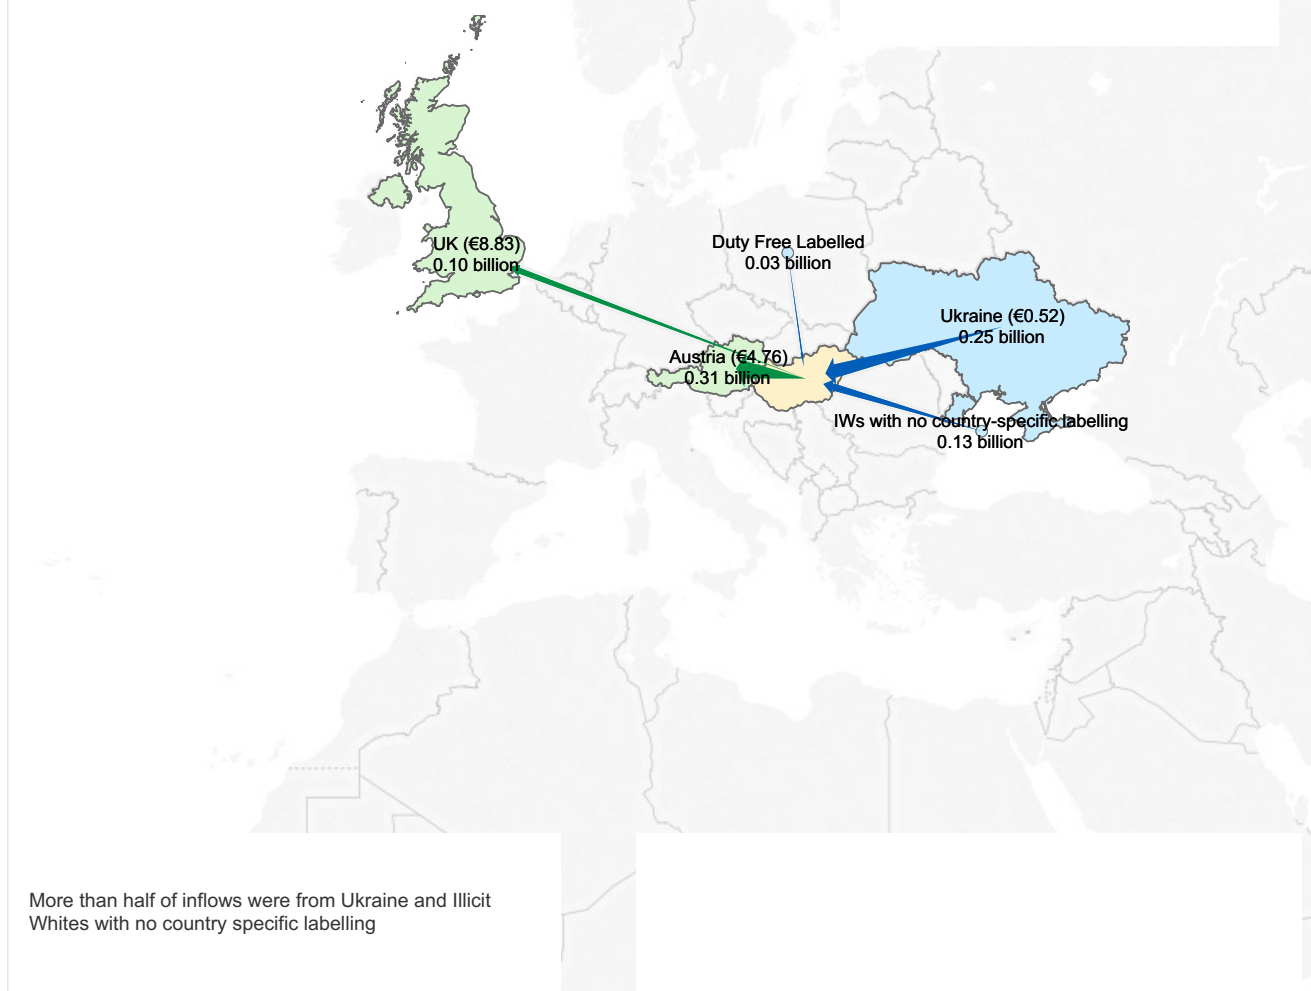 UK (€8.83)
0.10 billion
Duty Free Labelled
0.03 billion
Ukraine (€0.52)
0.25 billion
Austria (€4.76)
0.31 billion
IWs with no country-specific labelling
0.13 billion
More than half of inflows were from Ukraine and Illicit
Whites with no country specific labelling